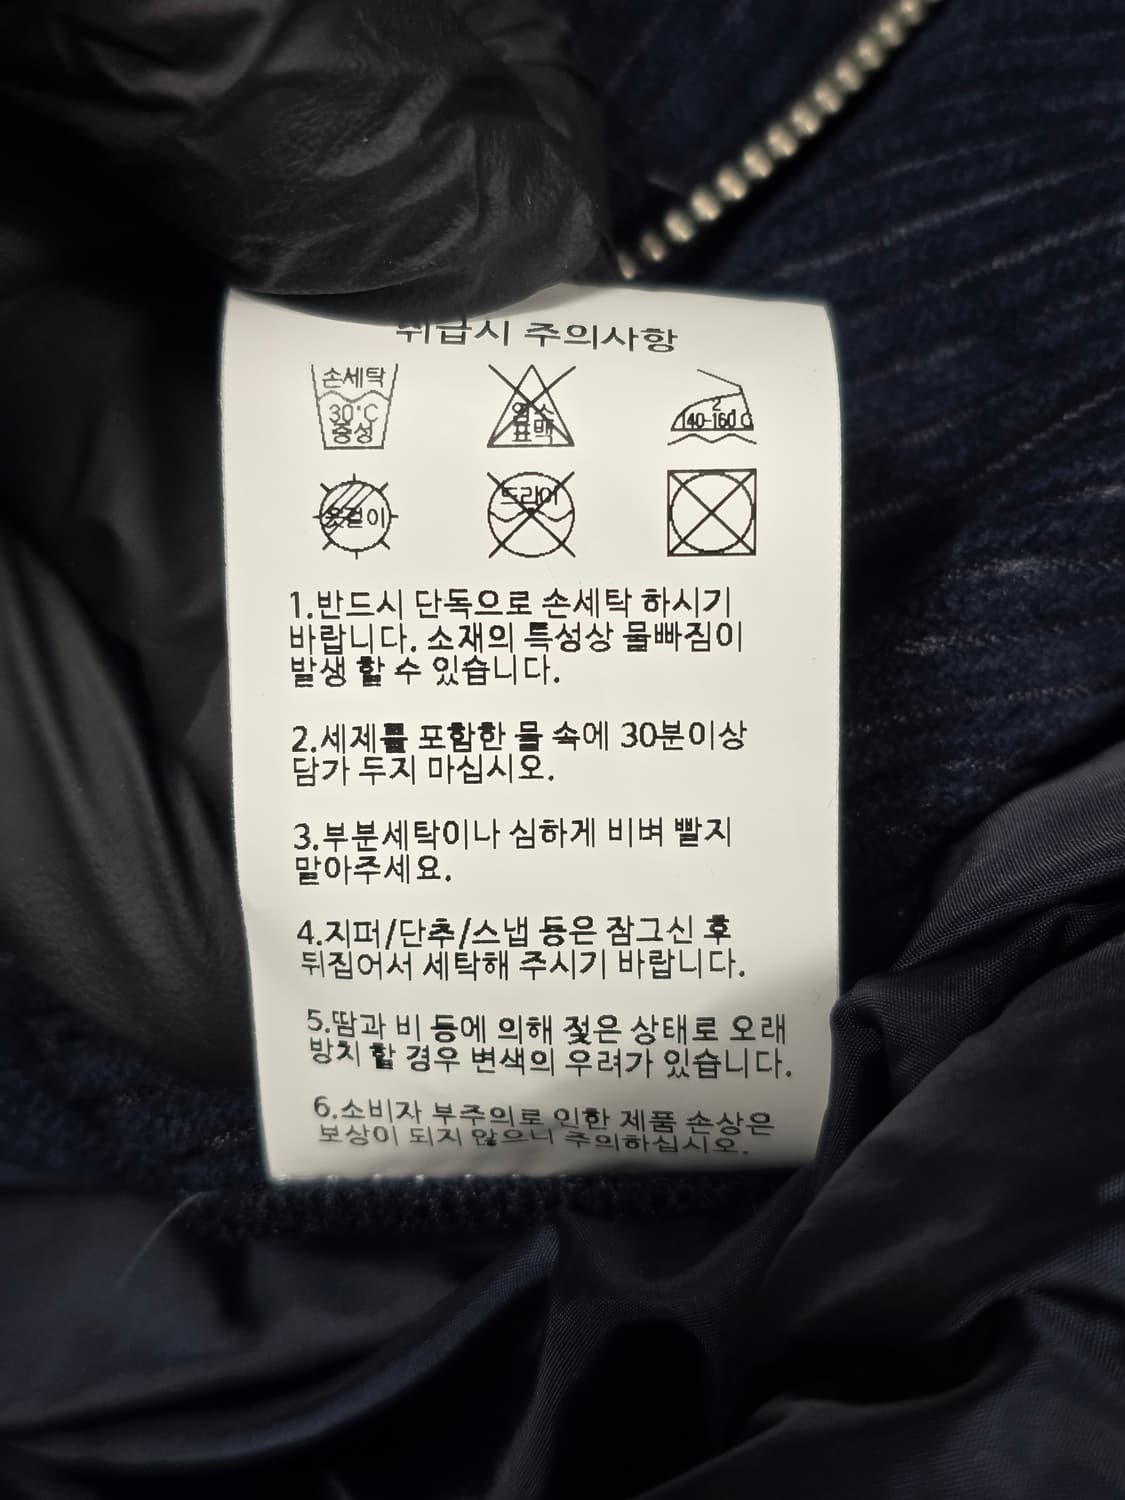 취급시 주의사항
손세탁
30°C
중성
염소
표백
2
140-160°C
옷걸이
드라이
1.반드시 단독으로 손세탁 하시기
바랍니다. 소재의 특성상 물빠짐이
발생 할 수 있습니다.
2.세제를 포함한 물 속에 30분이상
담가 두지 마십시오.
3.부분세탁이나 심하게 비벼 빨지
말아주세요.
4.지퍼/단추/스냅 등은 잠그신 후
뒤집어서 세탁해 주시기 바랍니다.
5.땀과 비 등에 의해 젖은 상태로 오래
방치 할 경우 변색의 우려가 있습니다.
6.소비자 부주의로 인한 제품 손상은
보상이 되지 않으니 주의하십시오.